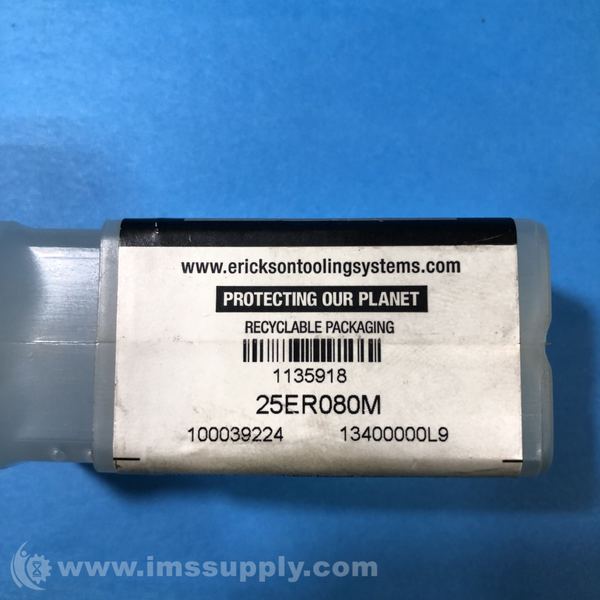 www.ericksontoolingsystems.com
PROTECTING OUR PLANET
RECYCLABLE PACKAGING
1135918
25ER080M
100039224 13400000L9
www.imssupply.com